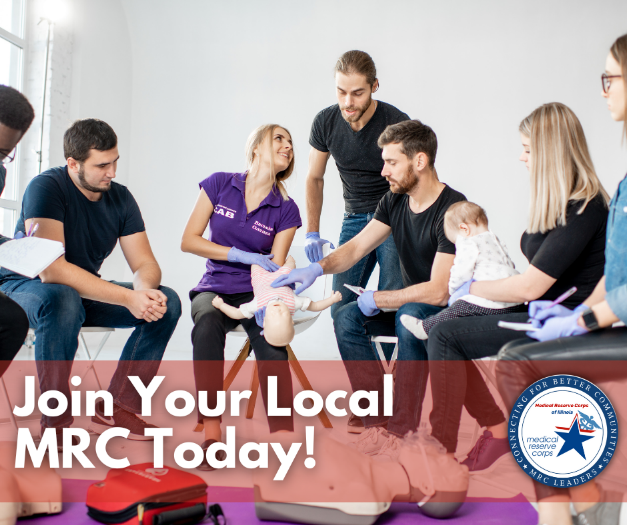 Join Your Local
MRC Today!
CONNECTING FOR BETTER COMMUNITIES
Medical Reserve Corps
of Illinois
medical
reserve
corps
MRC LEADERS